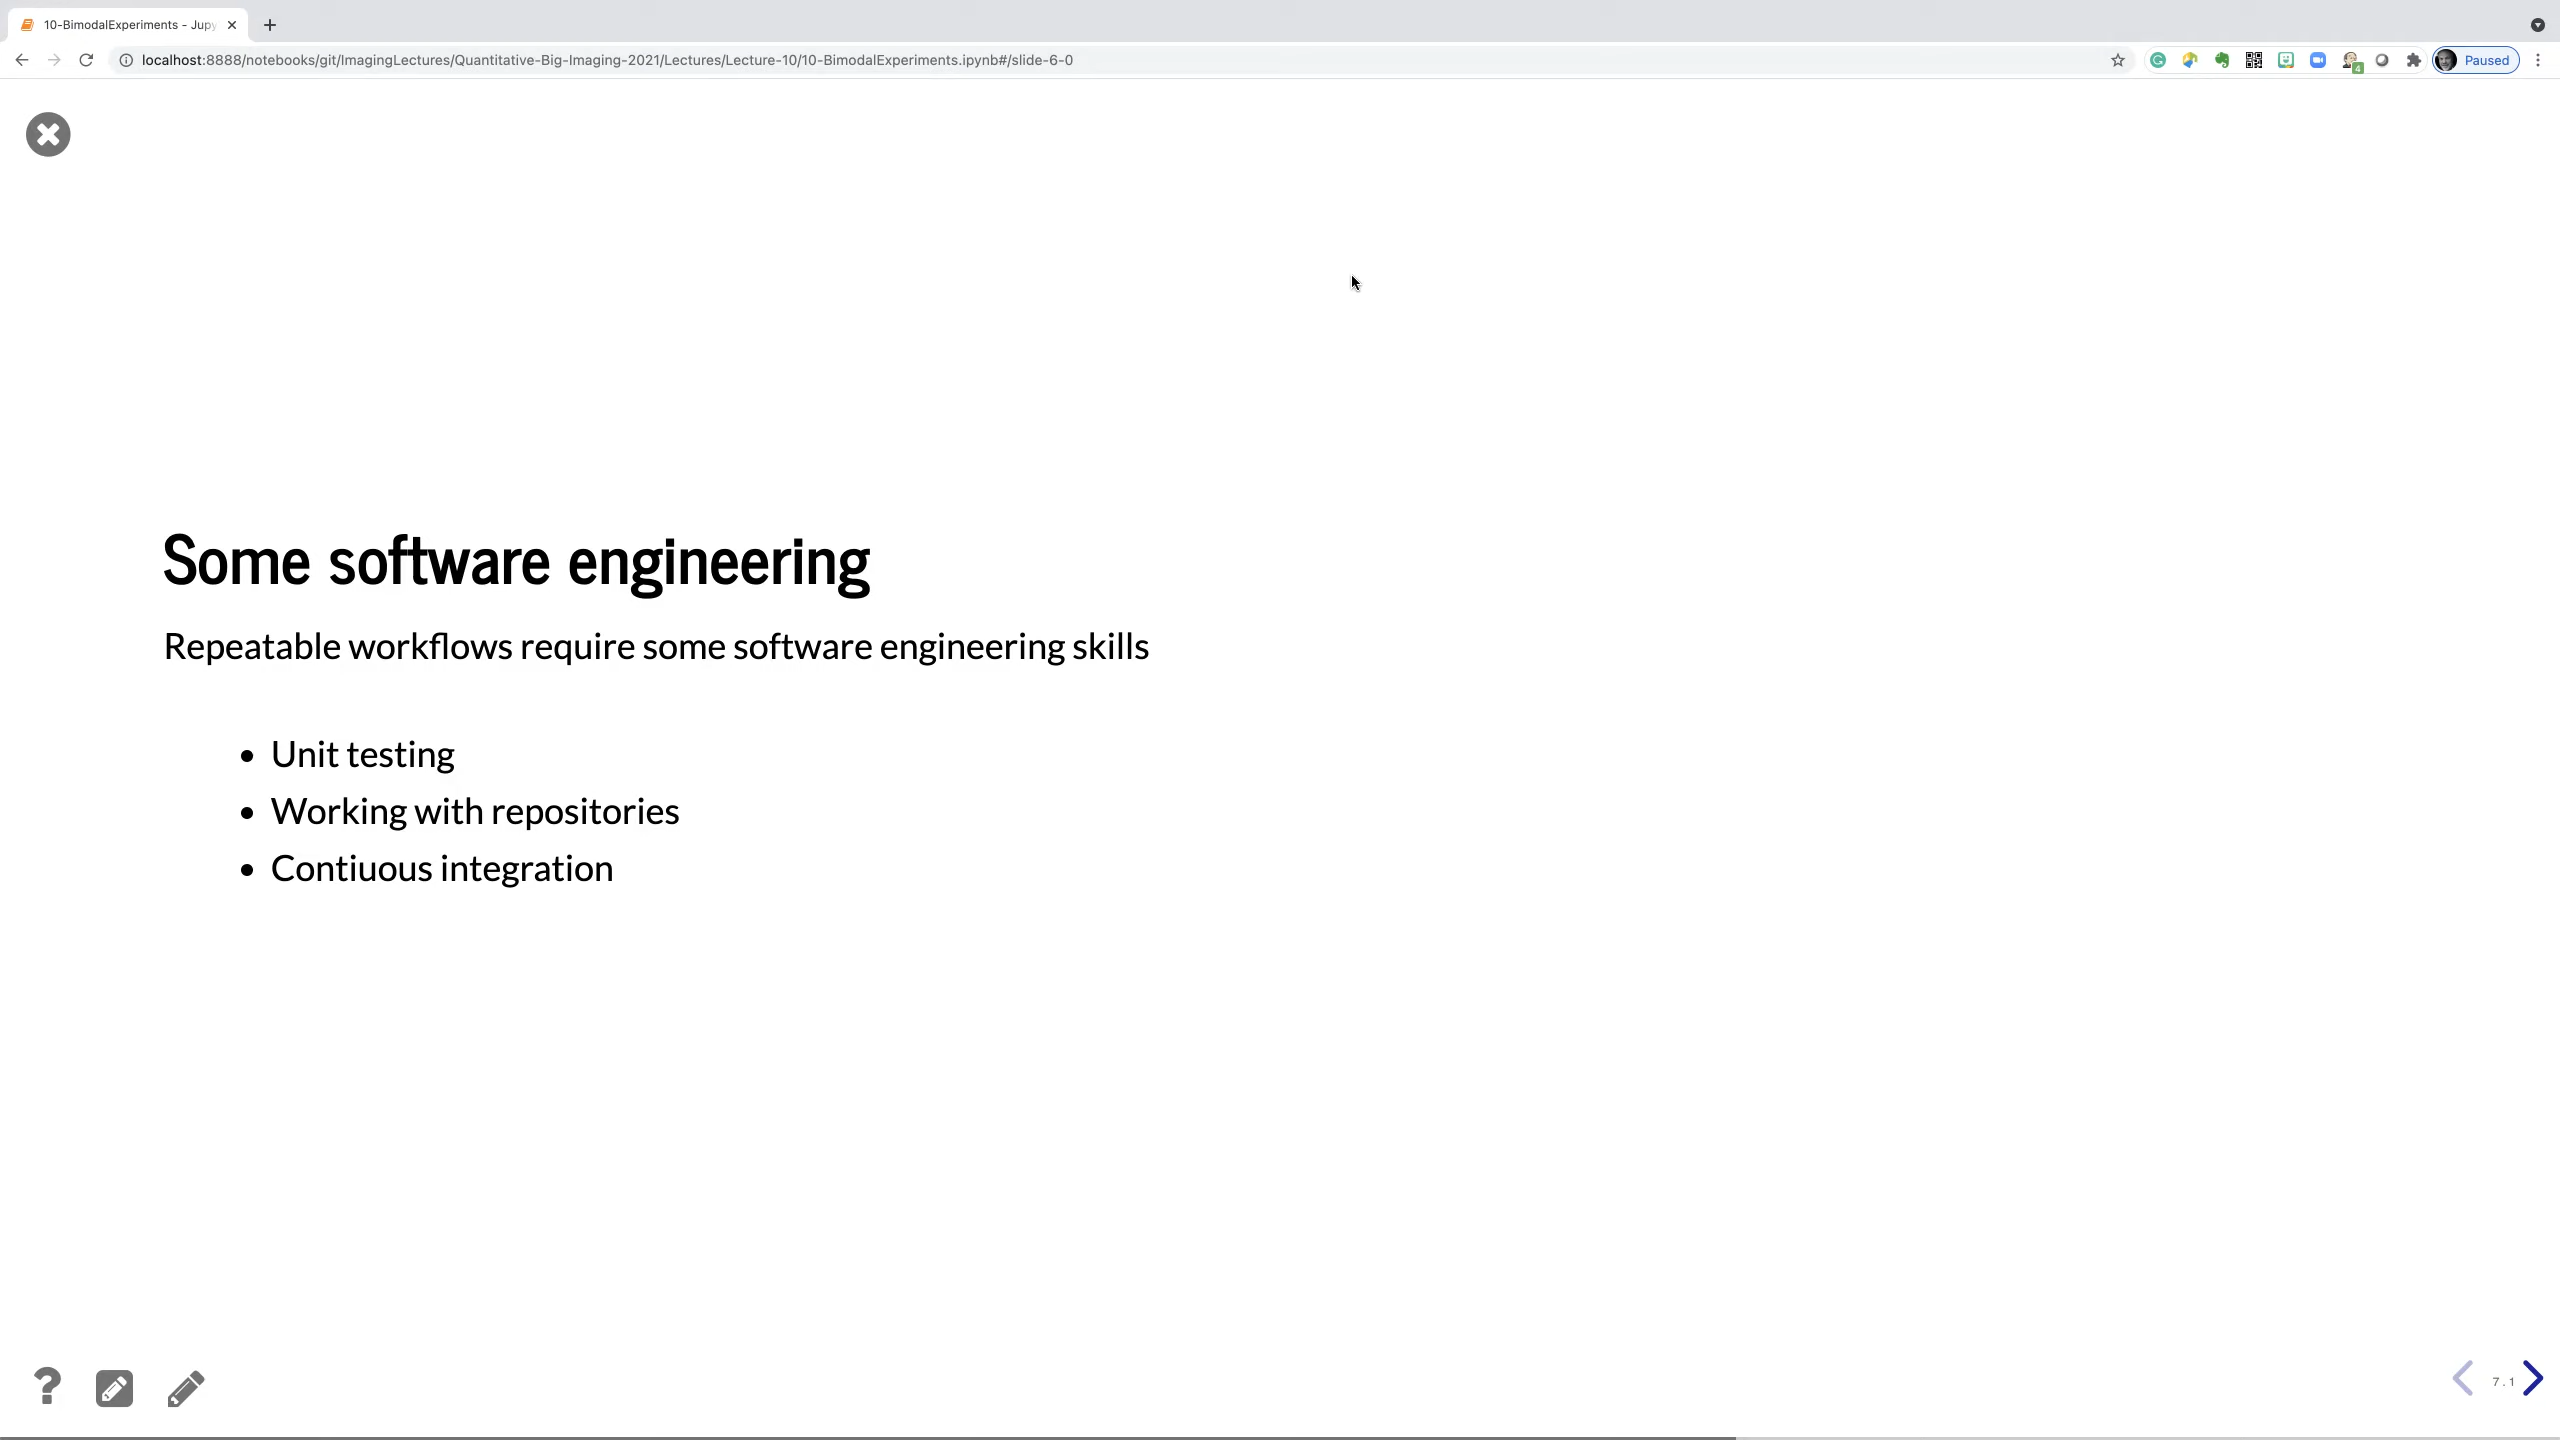 10-BimodalExperiments - Jupy
localhost:8888/notebooks/git/ImagingLectures/Quantitative-Big-Imaging-2021/Lectures/Lecture-10/10-BimodalExperiments.ipynb#/slide-6-0
4
Paused
Some software engineering
Repeatable workflows require some software engineering skills
• Unit testing
• Working with repositories
• Contiuous integration
7.1